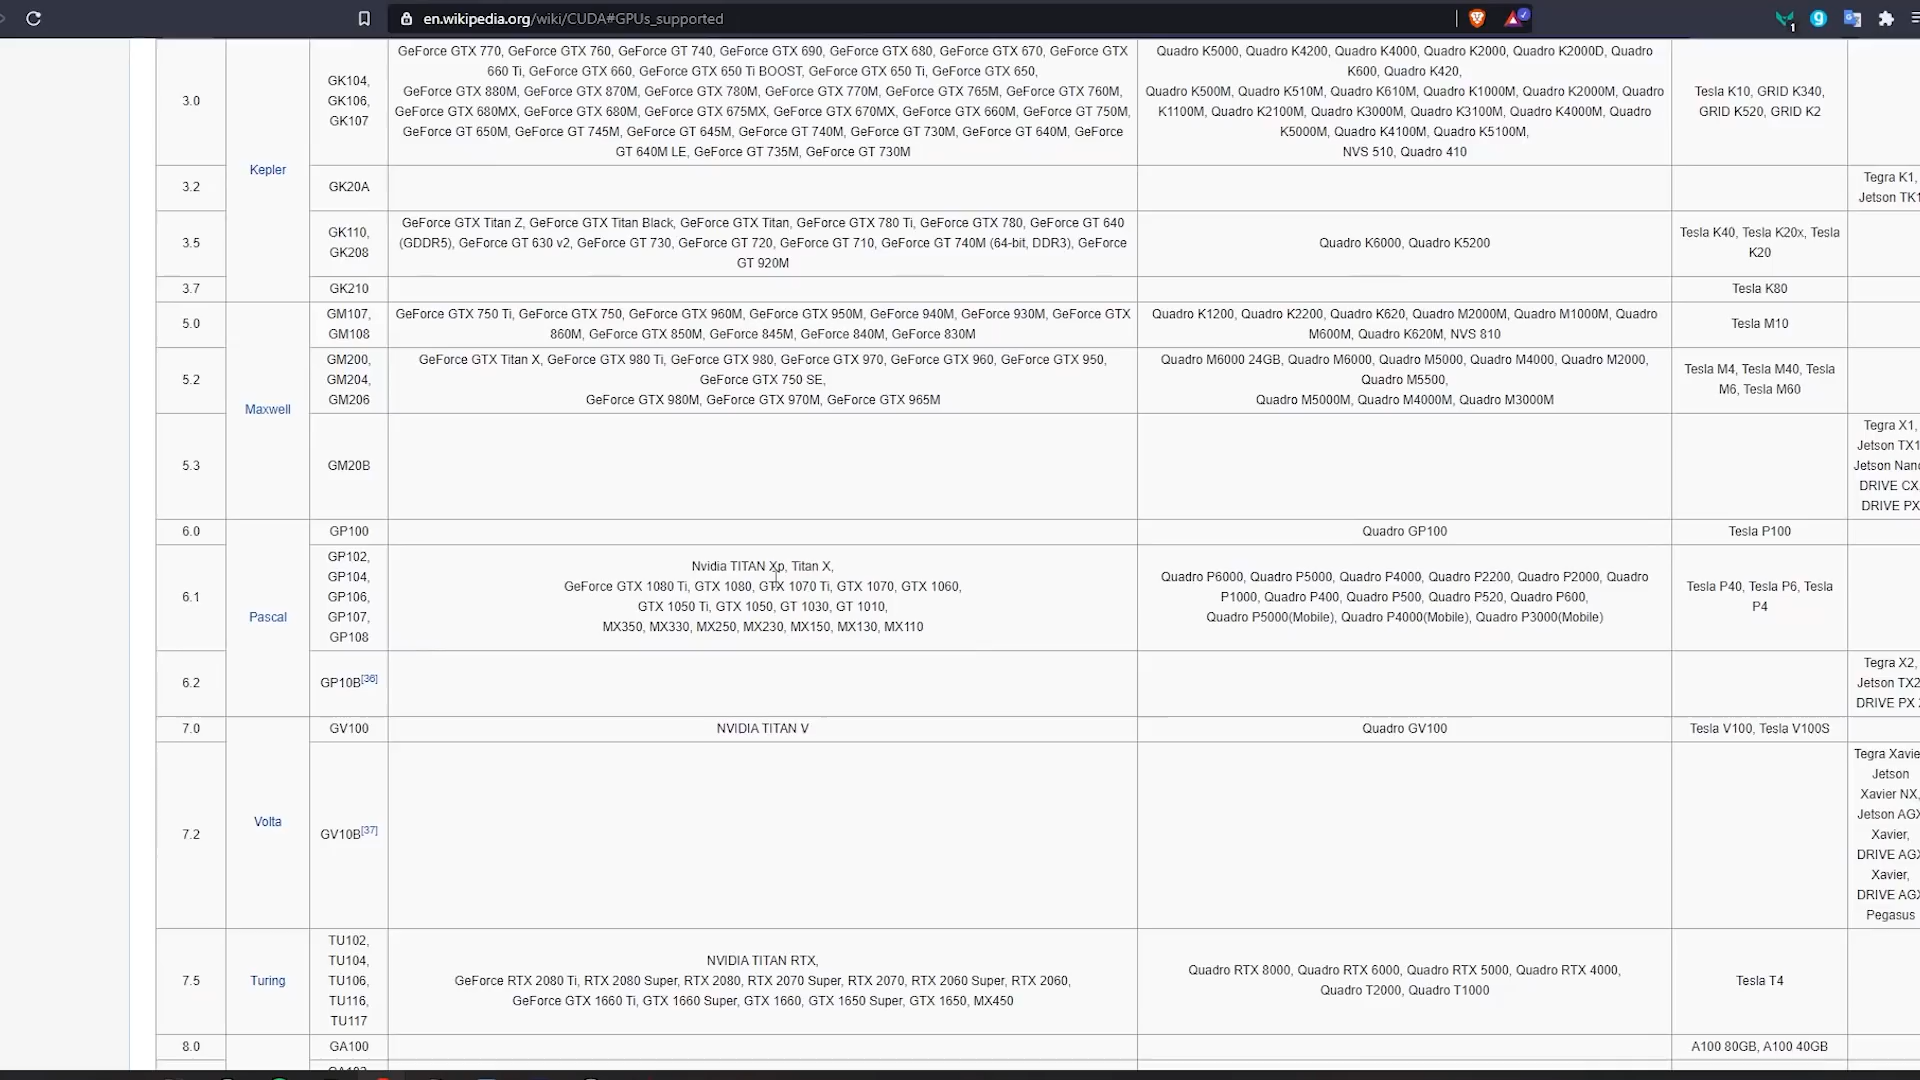 en.wikipedia.org/wiki/CUDA#GPUs_supported
1
3.0
Kepler
GK104,
GK106,
GK107
GeForce GTX 770, GeForce GTX 760, GeForce GT 740, GeForce GTX 690, GeForce GTX 680, GeForce GTX 670, GeForce GTX
660 Ti, GeForce GTX 660, GeForce GTX 650 Ti BOOST, GeForce GTX 650 Ti, GeForce GTX 650,
GeForce GTX 880M, GeForce GTX 870M, GeForce GTX 780M, GeForce GTX 770M, GeForce GTX 765M, GeForce GTX 760M,
GeForce GTX 680MX, GeForce GTX 680M, GeForce GTX 675MX, GeForce GTX 670MX, GeForce GTX 660M, GeForce GT 750M,
GeForce GT 650M, GeForce GT 745M, GeForce GT 645M, GeForce GT 740M, GeForce GT 730M, GeForce GT 640M, GeForce
GT 640M LE, GeForce GT 735M, GeForce GT 730M
Quadro K5000, Quadro K4200, Quadro K4000, Quadro K2000, Quadro K2000D, Quadro
K600, Quadro K420,
Quadro K500M, Quadro K510M, Quadro K610M, Quadro K1000M, Quadro K2000M, Quadro
K1100M, Quadro K2100M, Quadro K3000M, Quadro K3100M, Quadro K4000M, Quadro
K5000M, Quadro K4100M, Quadro K5100M,
NVS 510, Quadro 410
Tesla K10, GRID K340,
GRID K520, GRID K2
3.2
GK20A
Tegra K1,
Jetson TK1
3.5
GK110,
GK208
GeForce GTX Titan Z, GeForce GTX Titan Black, GeForce GTX Titan, GeForce GTX 780 Ti, GeForce GTX 780, GeForce GT 640
(GDDR5), GeForce GT 630 v2, GeForce GT 730, GeForce GT 720, GeForce GT 710, GeForce GT 740M (64-bit, DDR3), GeForce
GT 920M
Quadro K6000, Quadro K5200
Tesla K40, Tesla K20x, Tesla
K20
3.7
GK210
Tesla K80
5.0
Maxwell
GM107,
GM108
GeForce GTX 750 Ti, GeForce GTX 750, GeForce GTX 960M, GeForce GTX 950M, GeForce 940M, GeForce 930M, GeForce GTX
860M, GeForce GTX 850M, GeForce 845M, GeForce 840M, GeForce 830M
Quadro K1200, Quadro K2200, Quadro K620, Quadro M2000M, Quadro M1000M, Quadro
M600M, Quadro K620M, NVS 810
Tesla M10
5.2
GM200,
GM204,
GM206
GeForce GTX Titan X, GeForce GTX 980 Ti, GeForce GTX 980, GeForce GTX 970, GeForce GTX 960, GeForce GTX 950,
GeForce GTX 750 SE,
GeForce GTX 980M, GeForce GTX 970M, GeForce GTX 965M
Quadro M6000 24GB, Quadro M6000, Quadro M5000, Quadro M4000, Quadro M2000,
Quadro M5500,
Quadro M5000M, Quadro M4000M, Quadro M3000M
Tesla M4, Tesla M40, Tesla
M6, Tesla M60
5.3
GM20B
Tegra X1,
Jetson TX1
Jetson Nano
DRIVE CX,
DRIVE PX
6.0
Pascal
GP100
Quadro GP100
Tesla P100
6.1
GP102,
GP104,
GP106,
GP107,
GP108
Nvidia TITAN Xp, Titan X,
GeForce GTX 1080 Ti, GTX 1080, GTX 1070 Ti, GTX 1070, GTX 1060,
GTX 1050 Ti, GTX 1050, GT 1030, GT 1010,
MX350, MX330, MX250, MX230, MX150, MX130, MX110
Quadro P6000, Quadro P5000, Quadro P4000, Quadro P2200, Quadro P2000, Quadro
P1000, Quadro P400, Quadro P500, Quadro P520, Quadro P600,
Quadro P5000(Mobile), Quadro P4000(Mobile), Quadro P3000(Mobile)
Tesla P40, Tesla P6, Tesla
P4
6.2
GP10B[36]
Tegra X2,
Jetson TX2
DRIVE PX 2
7.0
Volta
GV100
NVIDIA TITAN V
Quadro GV100
Tesla V100, Tesla V100S
7.2
GV10B[37]
Tegra Xavier
Jetson
Xavier NX,
Jetson AGX
Xavier,
DRIVE AGX
Xavier,
DRIVE AGX
Pegasus
7.5
Turing
TU102,
TU104,
TU106,
TU116,
TU117
NVIDIA TITAN RTX,
GeForce RTX 2080 Ti, RTX 2080 Super, RTX 2080, RTX 2070 Super, RTX 2070, RTX 2060 Super, RTX 2060,
GeForce GTX 1660 Ti, GTX 1660 Super, GTX 1660, GTX 1650 Super, GTX 1650, MX450
Quadro RTX 8000, Quadro RTX 6000, Quadro RTX 5000, Quadro RTX 4000,
Quadro T2000, Quadro T1000
Tesla T4
8.0
GA100
A100 80GB, A100 40GB